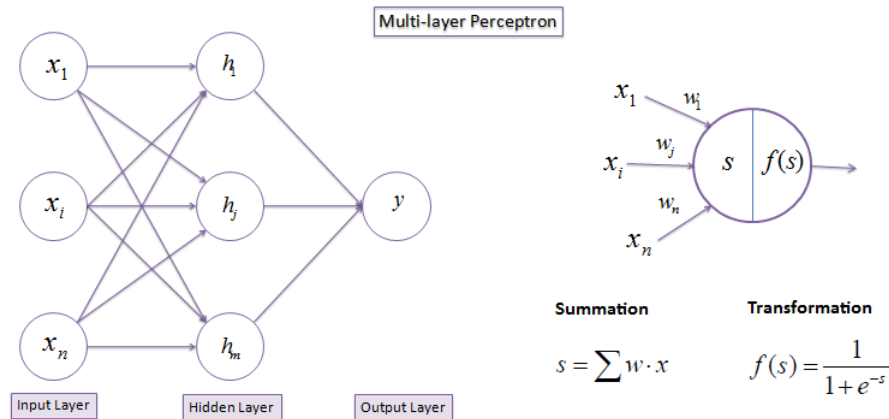 Multi-layer Perceptron
x₁
h₁
xᵢ
hⱼ
y
xₙ
hₘ
Input Layer
Hidden Layer
Output Layer
x₁
w₁
xᵢ
wⱼ
s
f(s)
wₙ
xₙ
Summation
Transformation
s = ∑ w · x
f(s) = 1 / (1 + e⁻ˢ)